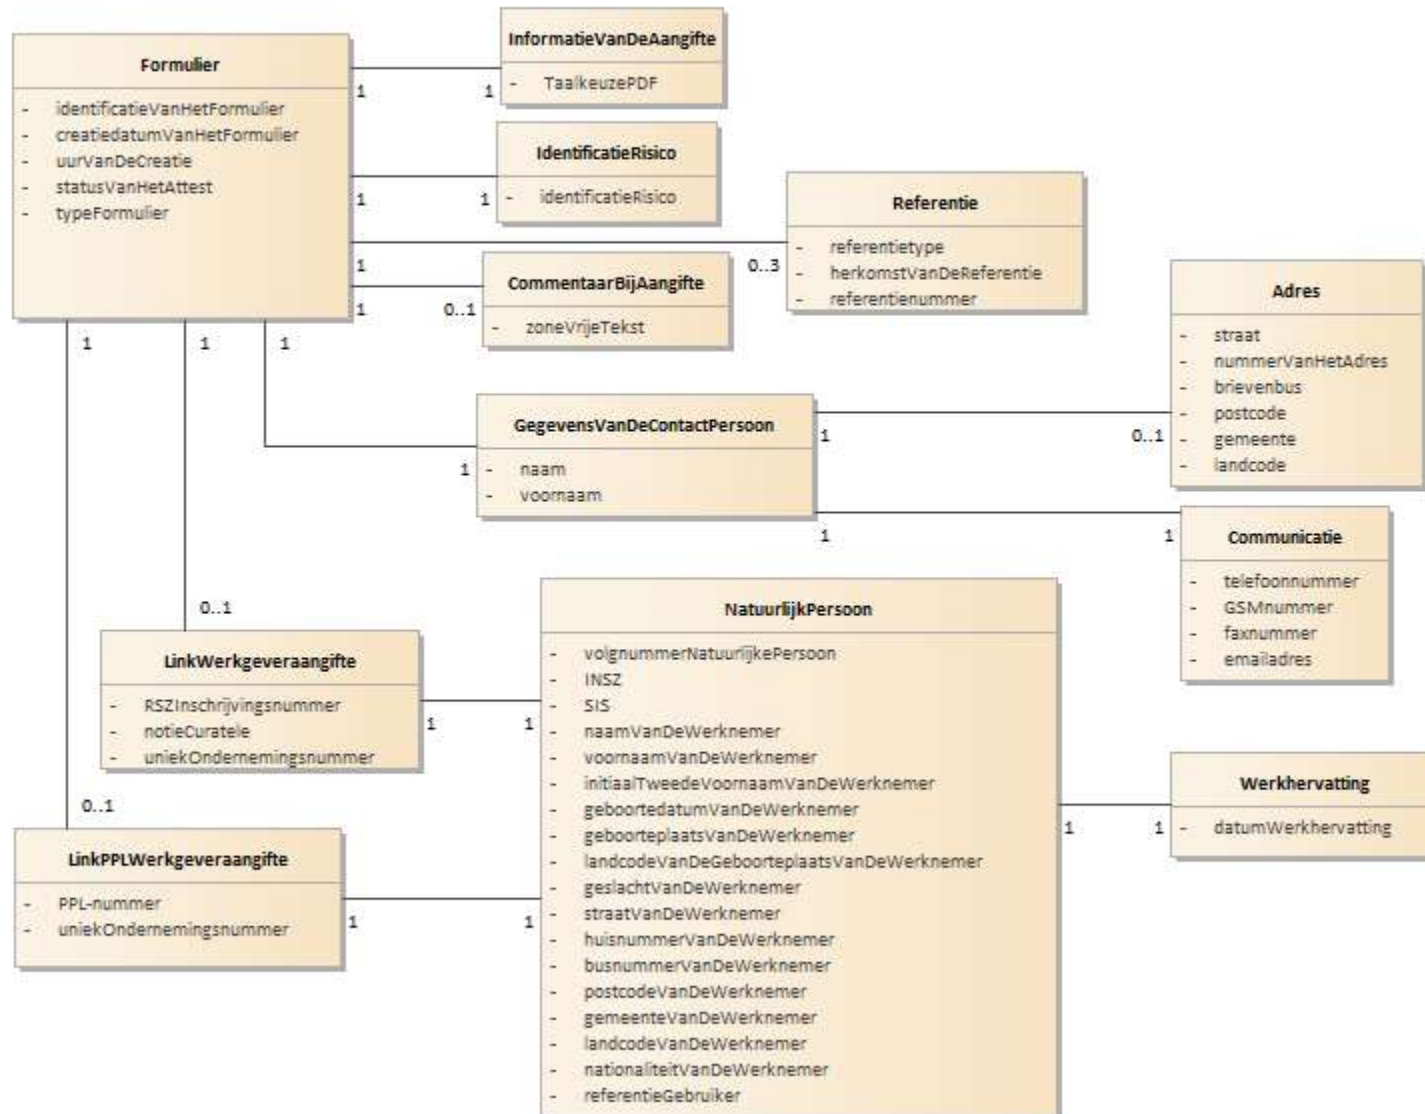 Formulier
- identificatieVanHetFormulier
- creatiedatumVanHetFormulier
- uurVanDeCreatie
- statusVanHetAttest
- typeFormulier
InformatieVanDeAangifte
- TaalkeuzePDF
1
1
IdentificatieRisico
- identificatieRisico
1
1
Referentie
- referentietype
- herkomstVanDeReferentie
- referentienummer
1
0..3
CommentaarBijAangifte
- zoneVrijeTekst
1
0..1
Adres
- straat
- nummerVanHetAdres
- brievenbus
- postcode
- gemeente
- landcode
1
1
1
GegevensVanDeContactPersoon
- naam
- voornaam
1
1
0..1
1
1
Communicatie
- telefoonnummer
- GSMnummer
- faxnummer
- emailadres
0..1
LinkWerkgeveraangifte
- RSZInschrijvingsnummer
- notieCuratele
- uniekOndernemingsnummer
1
1
0..1
LinkPPLWerkgeveraangifte
- PPL-nummer
- uniekOndernemingsnummer
1
1
NatuurlijkPersoon
- volgnummerNatuurlijkePersoon
- INSZ
- SIS
- naamVanDeWerknemer
- voornaamVanDeWerknemer
- initiaalTweedeVoornaamVanDeWerknemer
- geboortedatumVanDeWerknemer
- geboorteplaatsVanDeWerknemer
- landcodeVanDeGeboorteplaatsVanDeWerknemer
- geslachtVanDeWerknemer
- straatVanDeWerknemer
- huisnummerVanDeWerknemer
- busnummerVanDeWerknemer
- postcodeVanDeWerknemer
- gemeenteVanDeWerknemer
- landcodeVanDeWerknemer
- nationaliteitVanDeWerknemer
- referentieGebruiker
1
1
Werkhervatting
- datumWerkhervatting